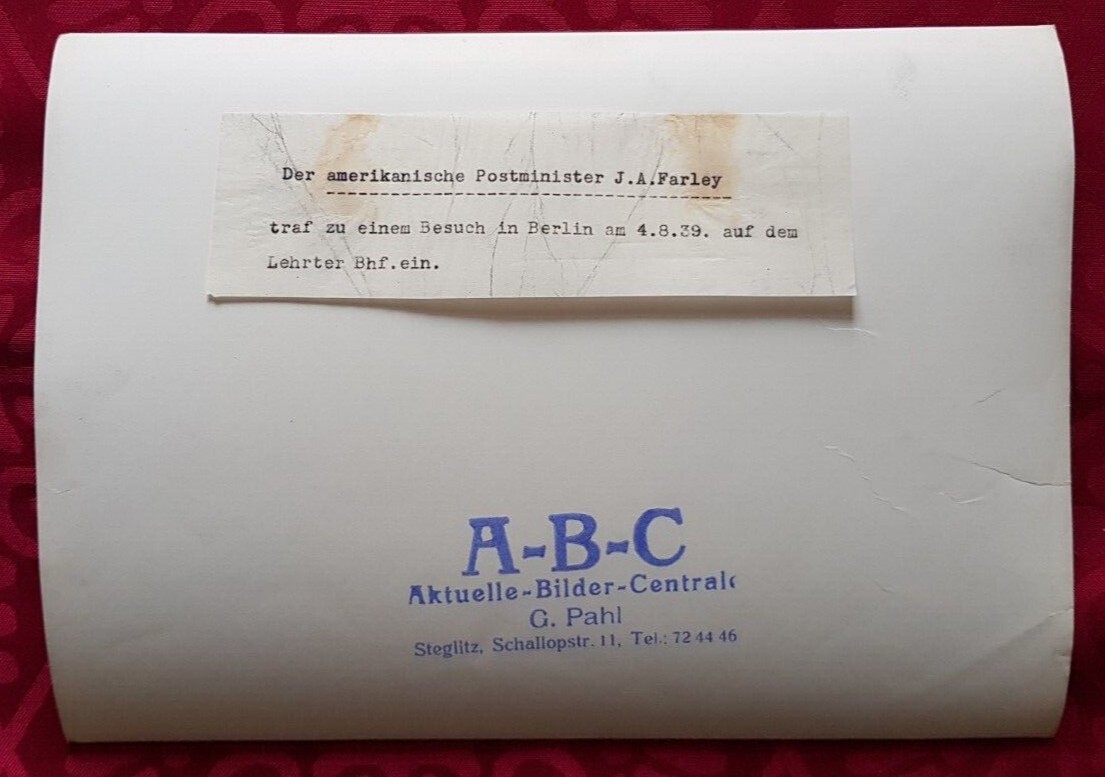 Der amerikanische Postminister J.A.Farley
traf zu einem Besuch in Berlin am 4.8.39. auf dem
Lehrter Bhf.ein.
A-B-C
Aktuelle-Bilder-Centrale
G. Pahl
Steglitz, Schallopstr. 11, Tel.: 72 44 46